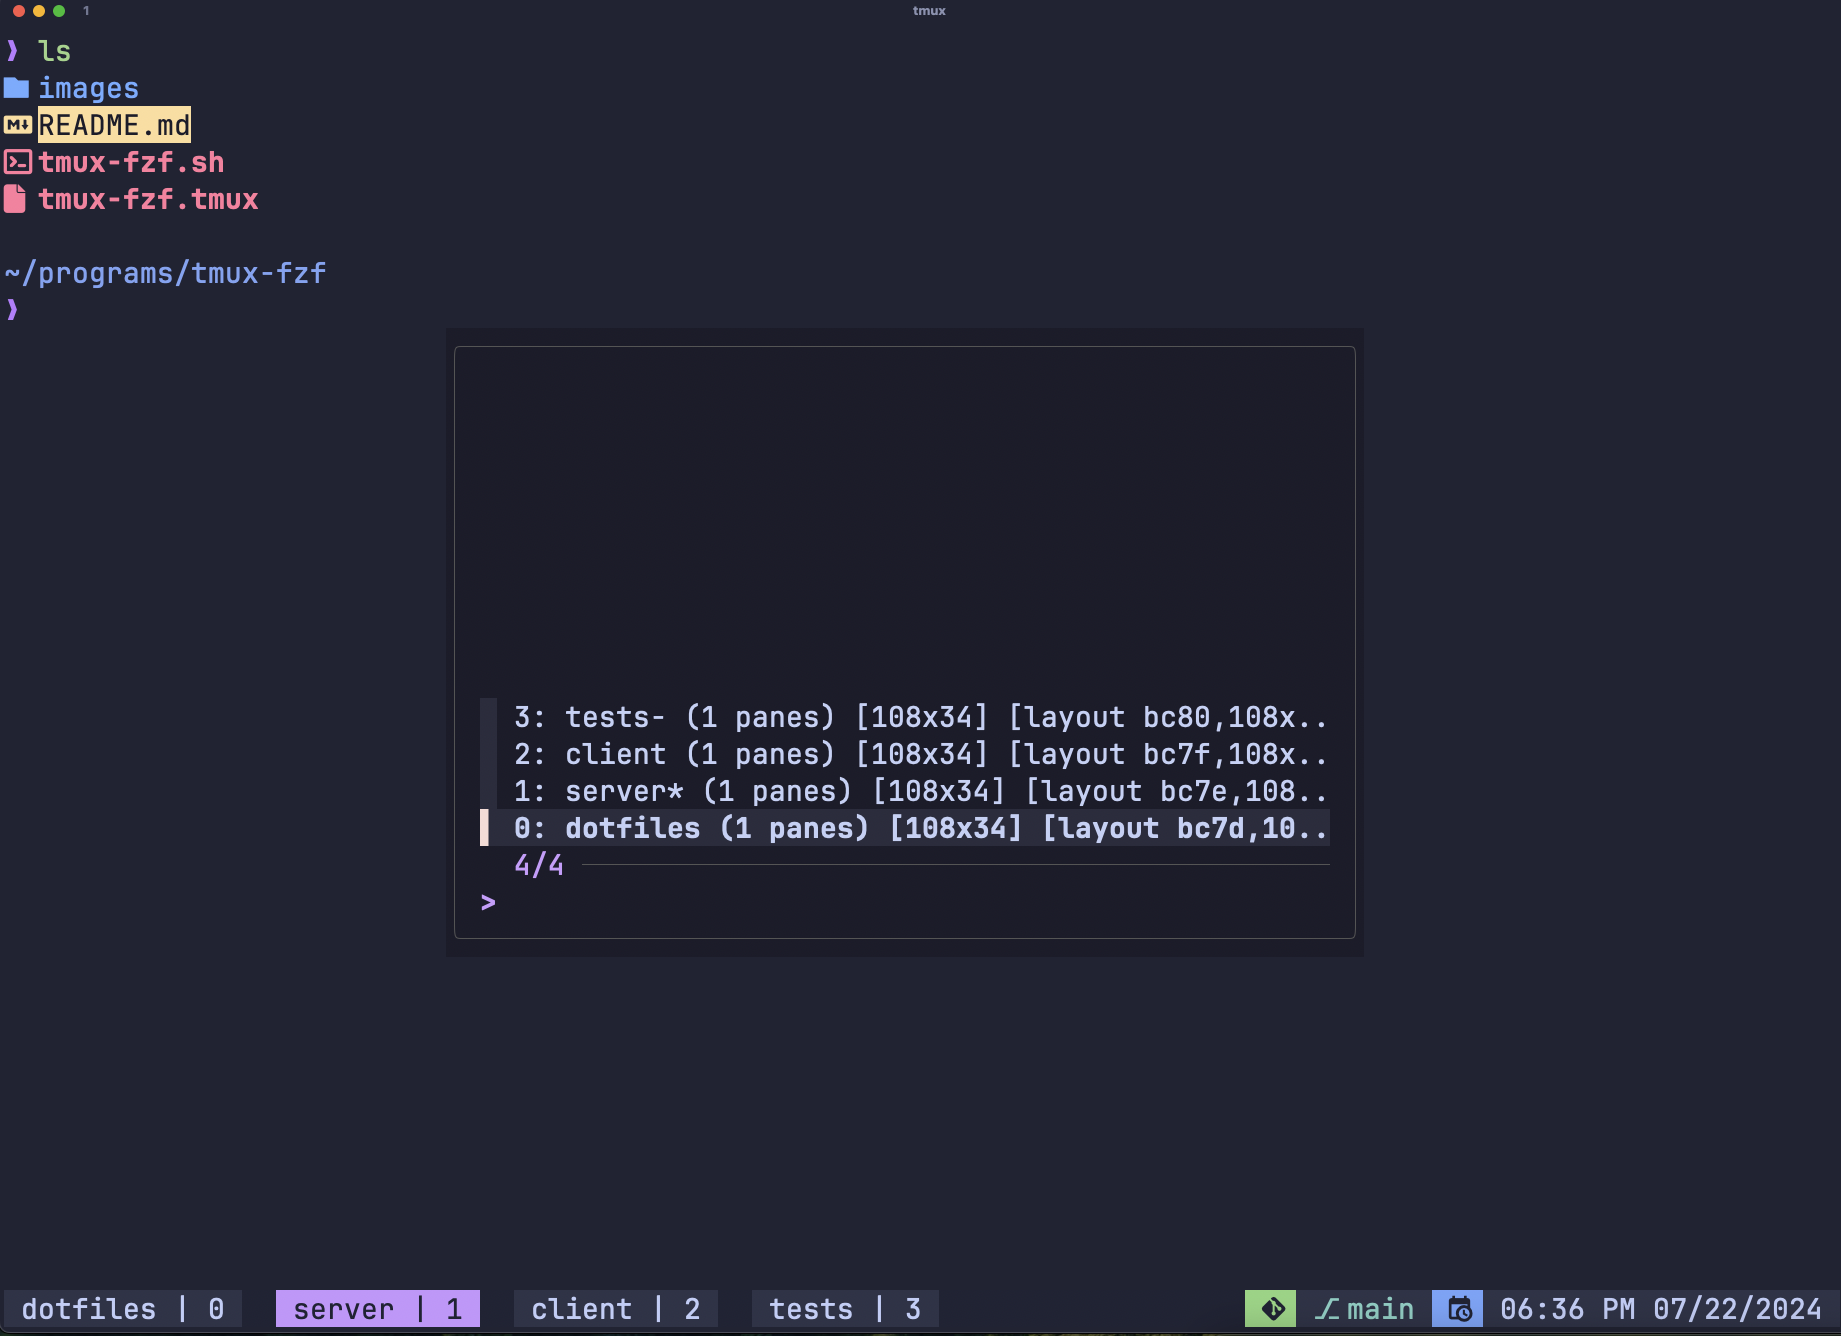 1 tmux
❱ ls
images
README.md
tmux-fzf.sh
tmux-fzf.tmux
~/programs/tmux-fzf
❱
3: tests- (1 panes) [108x34] [layout bc80,108x..
2: client (1 panes) [108x34] [layout bc7f,108x..
1: server* (1 panes) [108x34] [layout bc7e,108..
0: dotfiles (1 panes) [108x34] [layout bc7d,10..
4/4
>
dotfiles | 0 server | 1 client | 2 tests | 3 main 06:36 PM 07/22/2024